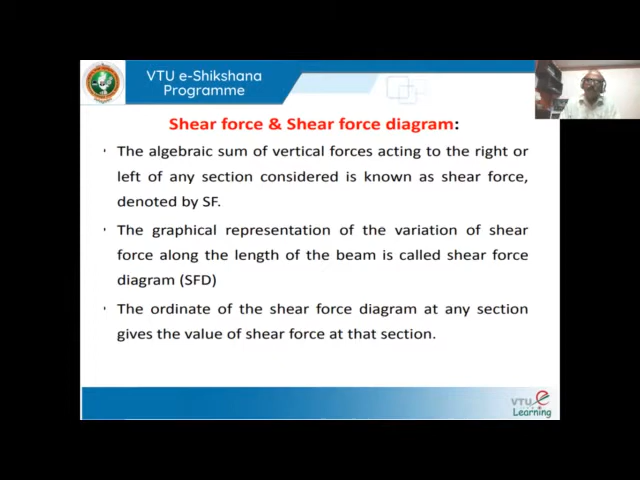 VTU e-Shikshana
Programme
Shear force & Shear force diagram:
The algebraic sum of vertical forces acting to the right or
left of any section considered is known as shear force,
denoted by SF.
The graphical representation of the variation of shear
force along the length of the beam is called shear force
diagram (SFD)
The ordinate of the shear force diagram at any section
gives the value of shear force at that section.
VTU e
Learning